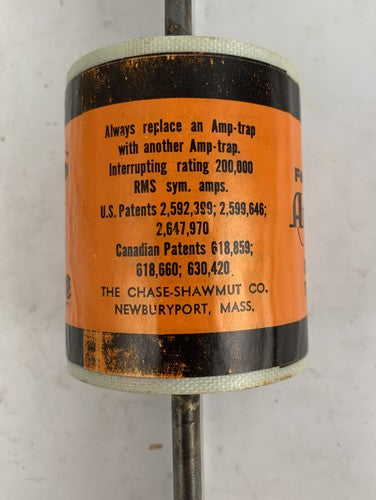 Always replace an Amp-trap
with another Amp-trap.
Interrupting rating 200,000
RMS sym. amps.
U.S. Patents 2,592,399; 2,599,646;
2,647,970
Canadian Patents 618,859;
618,660; 630,420.
THE CHASE-SHAWMUT CO.
NEWBURYPORT, MASS.